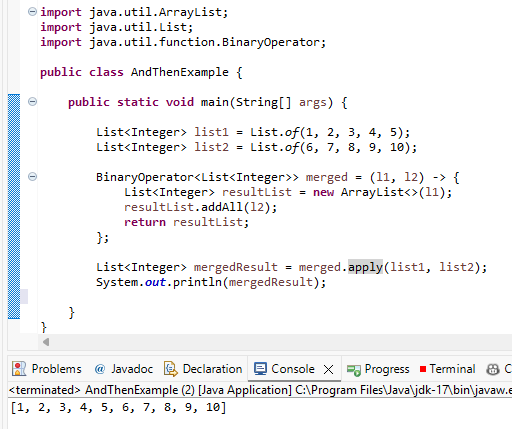 import java.util.ArrayList;
import java.util.List;
import java.util.function.BinaryOperator;
public class AndThenExample {
public static void main(String[] args) {
List<Integer> list1 = List.of(1, 2, 3, 4, 5);
List<Integer> list2 = List.of(6, 7, 8, 9, 10);
BinaryOperator<List<Integer>> merged = (l1, l2) -> {
List<Integer> resultList = new ArrayList<>(l1);
resultList.addAll(l2);
return resultList;
};
List<Integer> mergedResult = merged.apply(list1, list2);
System.out.println(mergedResult);
}
}
Problems @ Javadoc Declaration Console Progress Terminal C
<terminated> AndThenExample (2) [Java Application] C:\Program Files\Java\jdk-17\bin\javaw.e
[1, 2, 3, 4, 5, 6, 7, 8, 9, 10]